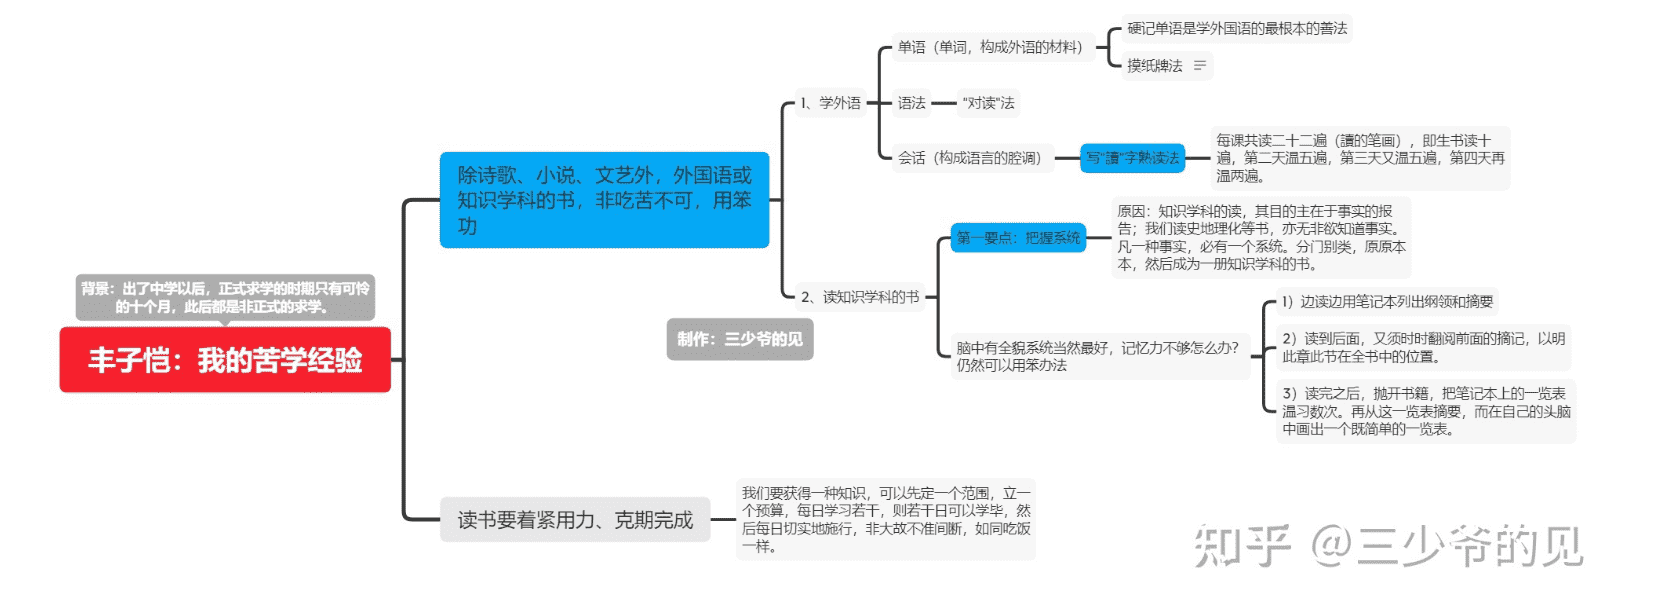 背景：出了中学以后，正式求学的时期只有可怜
的十个月，此后都是非正式的求学。
丰子恺：我的苦学经验
除诗歌、小说、文艺外，外国语或
知识学科的书，非吃苦不可，用笨
功
1、学外语
单语（单词，构成外语的材料）
硬记单语是学外国语的最根本的善法
摸纸牌法
语法
"对读"法
会话（构成语言的腔调）
写"讀"字熟读法
每课共读二十二遍（讀的笔画），即生书读十
遍，第二天温五遍，第三天又温五遍，第四天再
温两遍。
2、读知识学科的书
第一要点：把握系统
原因：知识学科的读，其目的主在于事实的报
告；我们读史地理化等书，亦无非欲知道事实。
凡一种事实，必有一个系统。分门别类，原原本
本，然后成为一册知识学科的书。
脑中有全貌系统当然最好，记忆力不够怎么办？
仍然可以用笨办法
1）边读边用笔记本列出纲领和摘要
2）读到后面，又须时时翻阅前面的摘记，以明
此章此书在全书中的位置。
3）读完之后，抛开书籍，把笔记本上的一览表
温习数次。再从这一览表摘要，而在自己的头脑
中画出一个既简单的一览表。
制作：三少爷的见
读书要着紧用力、克期完成
我们要获得一种知识，可以先定一个范围，立一
个预算，每日学习若干，则若干日可以学毕，然
后每日切实地施行，非大故不准间断，如同吃饭
一样。
知乎 @三少爷的见